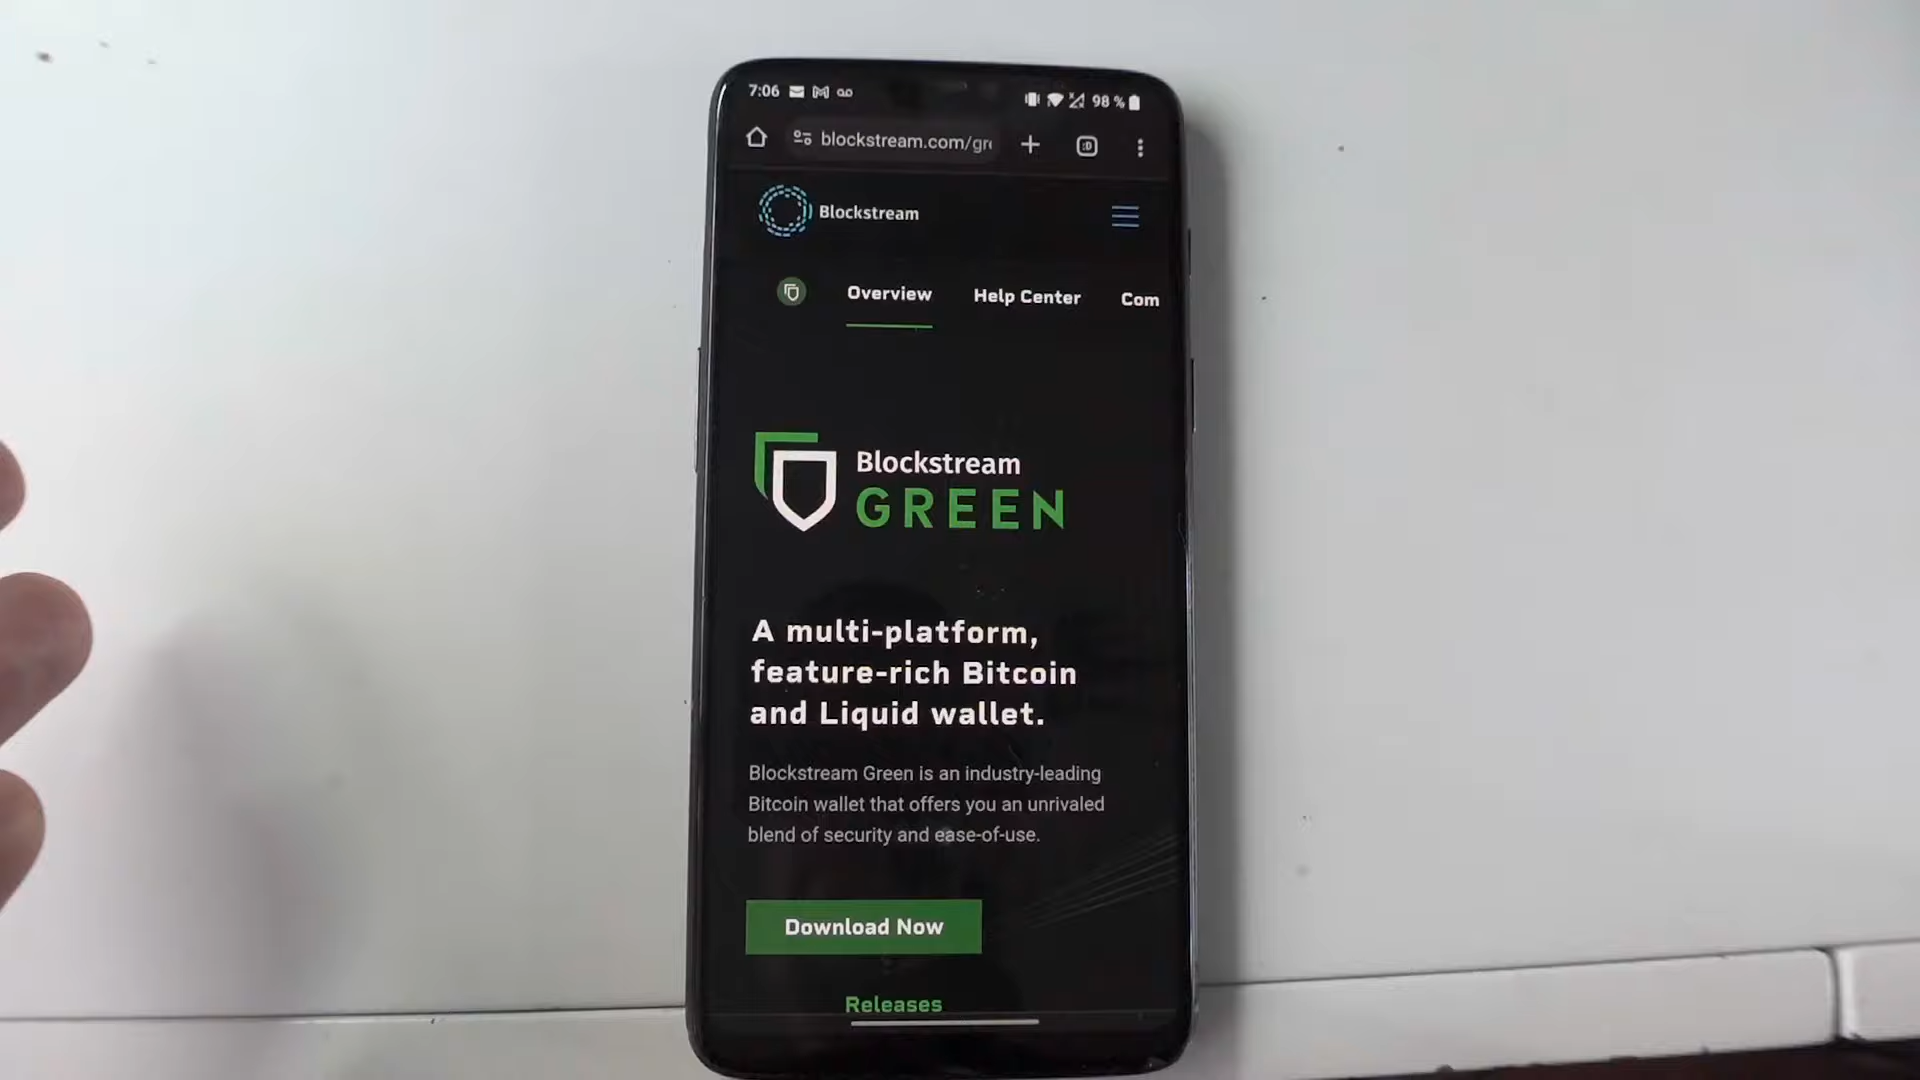 7:06
98 %
blockstream.com/gr
:D
Blockstream
Overview
Help Center
Com
Blockstream
GREEN
A multi-platform,
feature-rich Bitcoin
and Liquid wallet.
Blockstream Green is an industry-leading
Bitcoin wallet that offers you an unrivaled
blend of security and ease-of-use.
Download Now
Releases